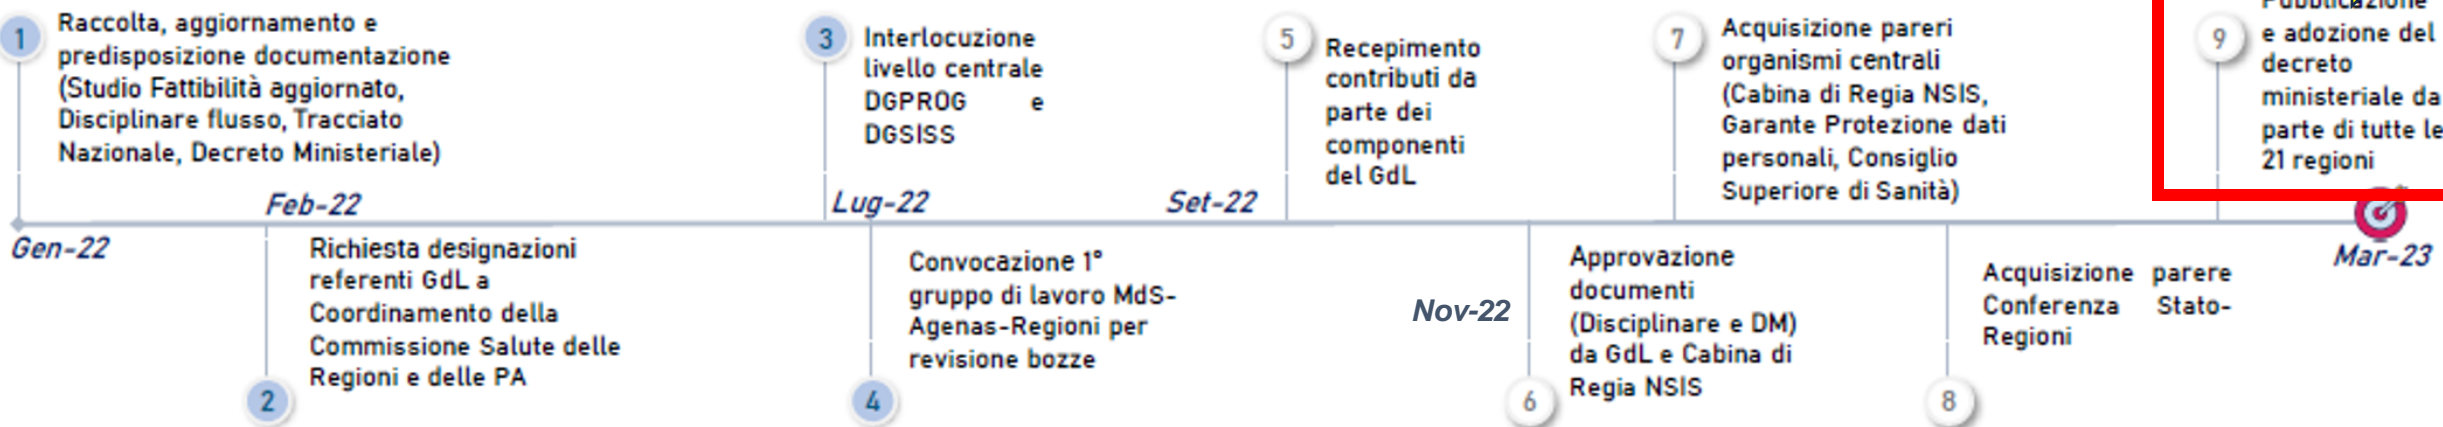 1
Raccolta, aggiornamento e
predisposizione documentazione
(Studio Fattibilità aggiornato,
Disciplinare flusso, Tracciato
Nazionale, Decreto Ministeriale)
3
Interlocuzione
livello centrale
DGPROG e
DGSISS
5
Recepimento
contributi da
parte dei
componenti
del GdL
7
Acquisizione pareri
organismi centrali
(Cabina di Regia NSIS,
Garante Protezione dati
personali, Consiglio
Superiore di Sanità)
9
Pubblicazione
e adozione del
decreto
ministeriale da
parte di tutte le
21 regioni
Gen-22
Feb-22
Lug-22
Set-22
Nov-22
Mar-23
Richiesta designazioni
referenti GdL a
Coordinamento della
Commissione Salute delle
Regioni e delle PA
2
Convocazione 1°
gruppo di lavoro MdS-
Agenas-Regioni per
revisione bozze
4
Approvazione
documenti
(Disciplinare e DM)
da GdL e Cabina di
Regia NSIS
6
Acquisizione parere
Conferenza Stato-
Regioni
8